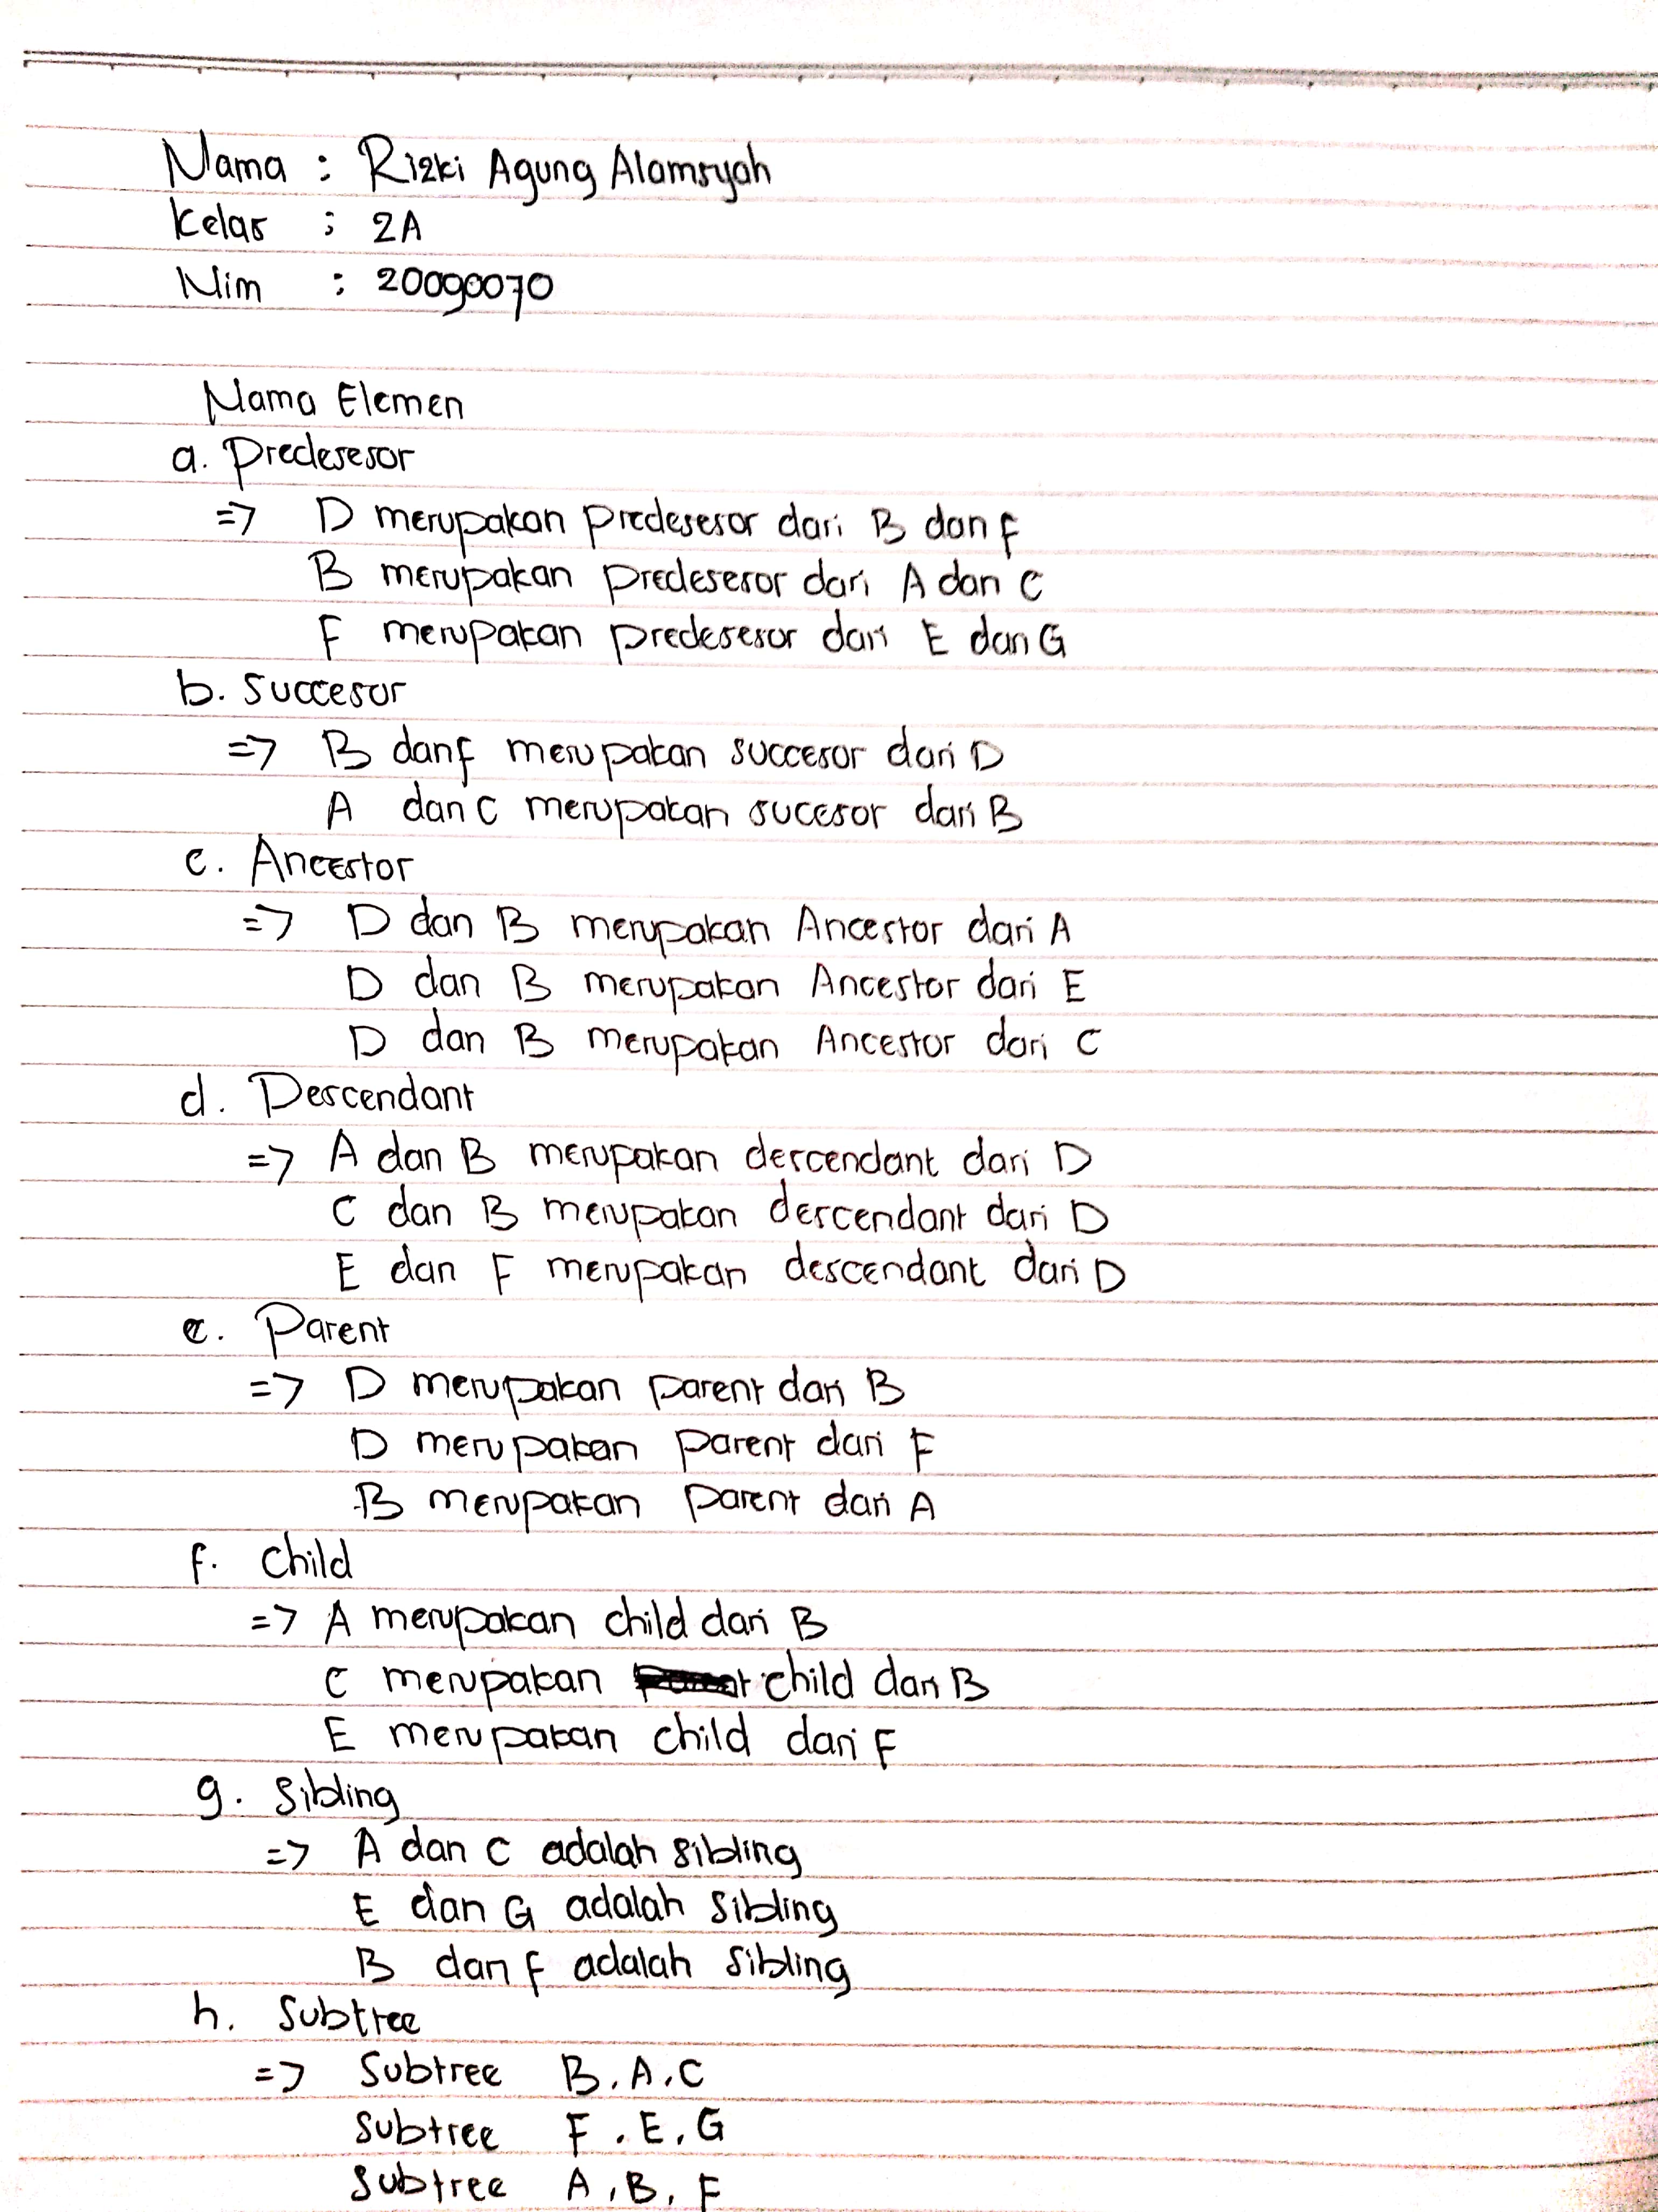 Nama : Rizki Agung Alamsyah
Kelas : 2A
Nim : 20090070
Nama Elemen
a. Predesesor
=> D merupakan predesesor dari B dan F
B merupakan predesesor dari A dan C
F merupakan predesesor dari E dan G
b. Succesor
=> B dan F merupakan succesor dari D
A dan C merupakan sucesor dari B
c. Ancestor
=> D dan B merupakan Ancestor dari A
D dan B merupakan Ancestor dari E
D dan B merupakan Ancestor dari C
d. Descendant
=> A dan B merupakan descendant dari D
C dan B merupakan descendant dari D
E dan F merupakan descendant dari D
e. Parent
=> D merupakan parent dari B
D merupakan parent dari F
B merupakan parent dari A
F. Child
=> A merupakan child dari B
C merupakan child dari B
E merupakan child dari F
g. Sibling
=> A dan C adalah sibling
E dan G adalah sibling
B dan F adalah sibling
h. Subtree
=> Subtree B, A, C
Subtree F, E, G
Subtree A, B, F